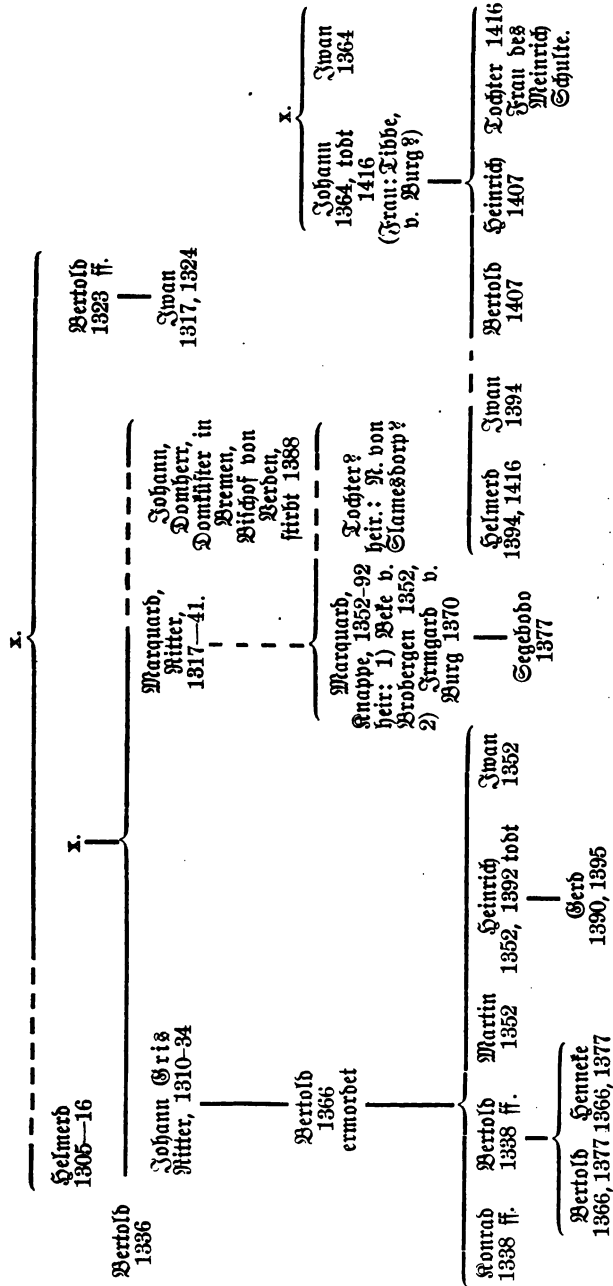 x.
Helmerd
1305—16
Bertold
1323 ff.
Iwan
1317, 1324
x.
Bertold
1336
Johann Gris
Ritter, 1310-34
Marquard,
Ritter,
1317—41.
Johann,
Domherr,
Domküster in
Bremen,
Bischof von
Verden,
stirbt 1388
Bertold
1366
ermordet
Marquard,
Knappe, 1352-92
heir: 1) Beke v.
Brobergen 1352,
2) Irmgard v.
Burg 1370
Tochter?
heir.: N. von
Slamesdorp?
Segebodo
1377
Konrad
1338 ff.
Bertold
1338 ff.
Martin
1352
Heinrich
1352, 1392 todt
Iwan
1352
Bertold
1366, 1377
Henneke
1366, 1377
Gerd
1390, 1395
x.
Johann
1364, todt
1416
(Frau: Tibbe,
v. Burg?)
Iwan
1364
Helmerd
1394, 1416
Iwan
1394
Bertold
1407
Heinrich
1407
Tochter 1416
Frau des
Meinrich
Schulte.